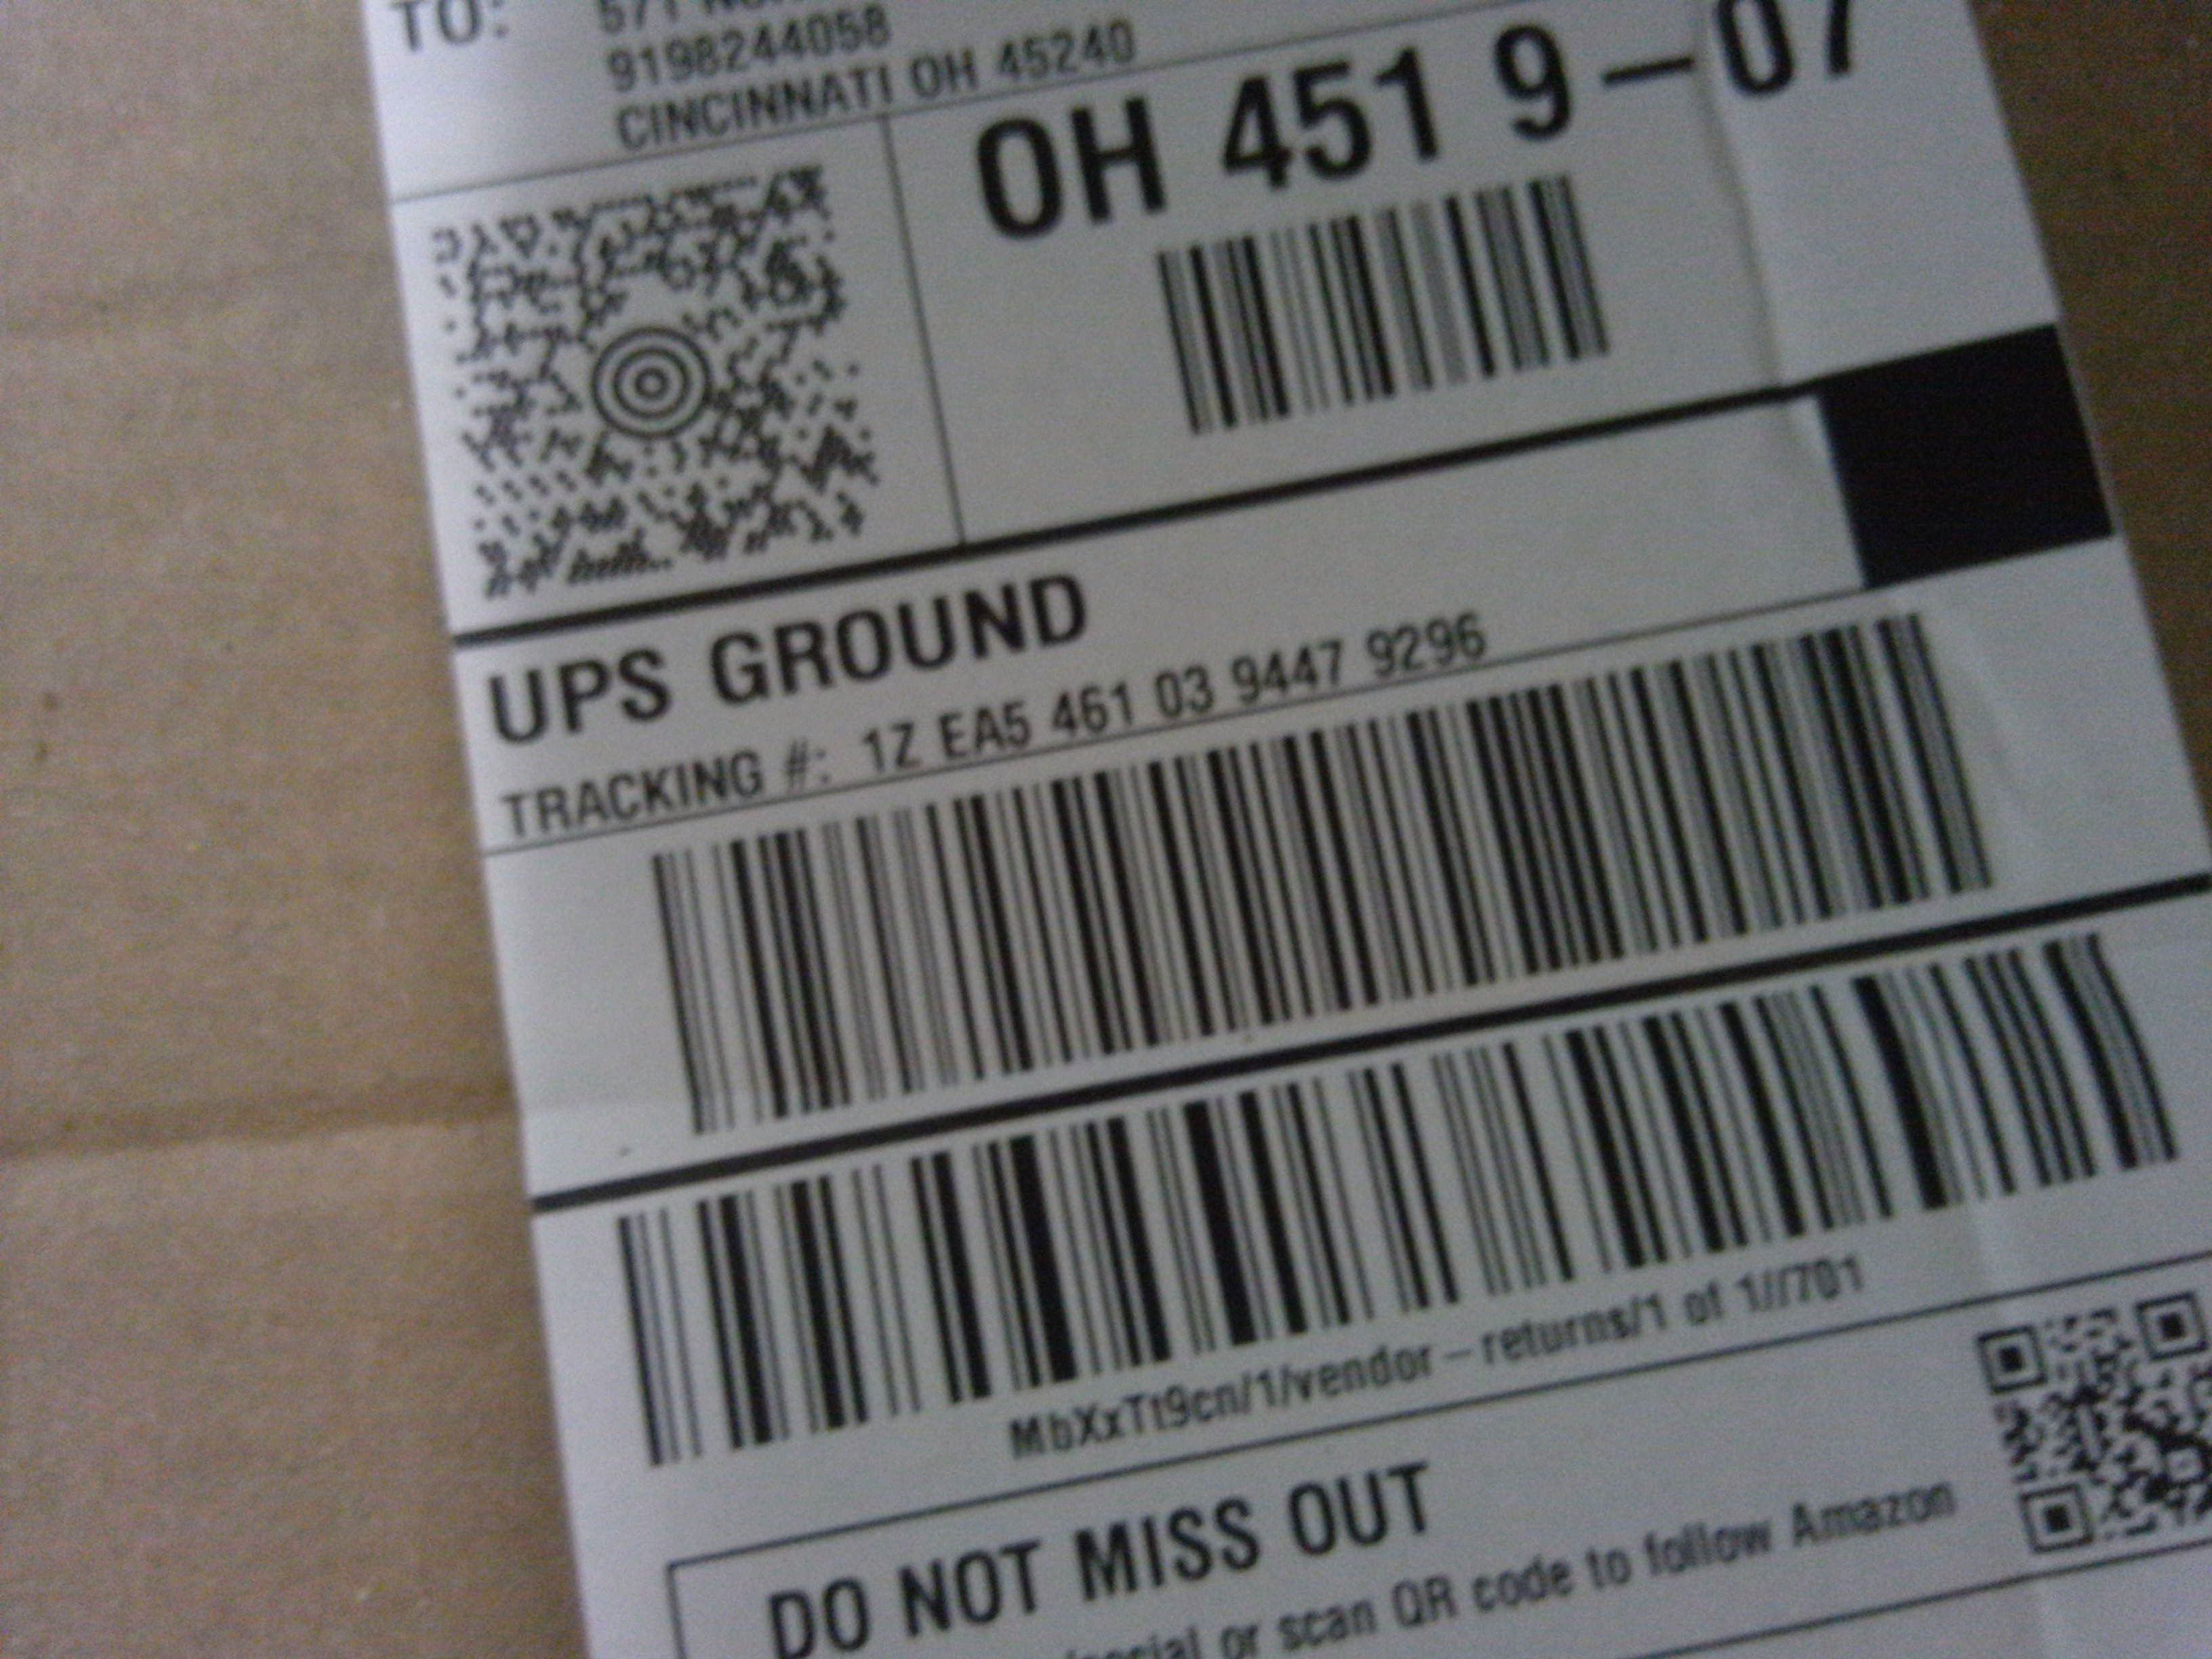 TO: 571
9198244058
CINCINNATI OH 45240
OH 451 9-07
UPS GROUND
TRACKING #: 1Z EA5 461 03 9447 9296
MbXxTt9cn/1/vendor-returns/1 of 1//701
DO NOT MISS OUT
or scan QR code to follow Amazon